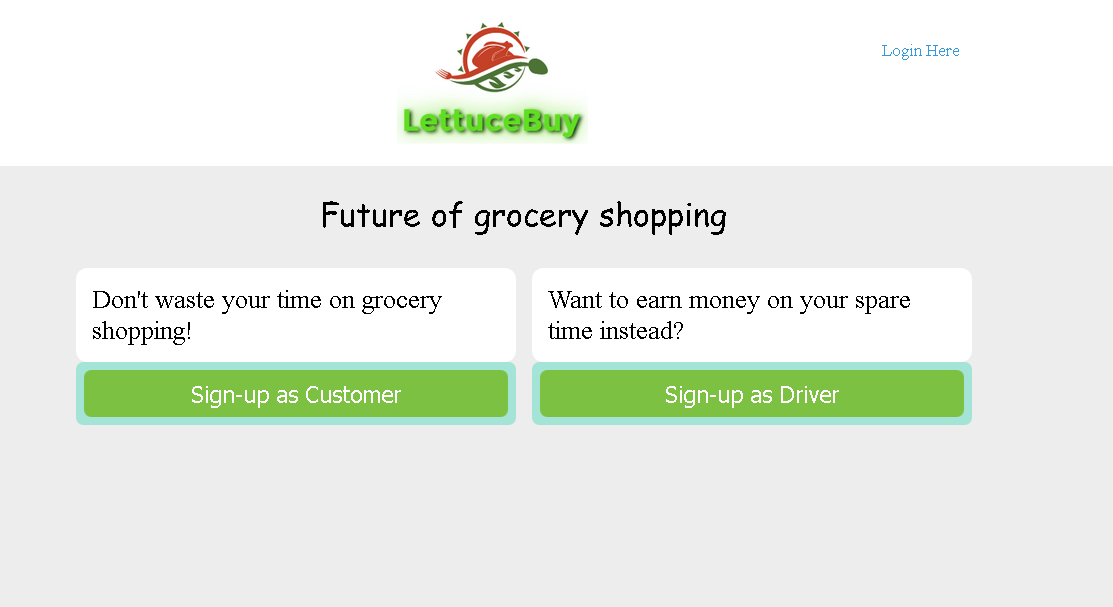 Login Here
LettuceBuy
Future of grocery shopping
Don't waste your time on grocery
shopping!
Sign-up as Customer
Want to earn money on your spare
time instead?
Sign-up as Driver